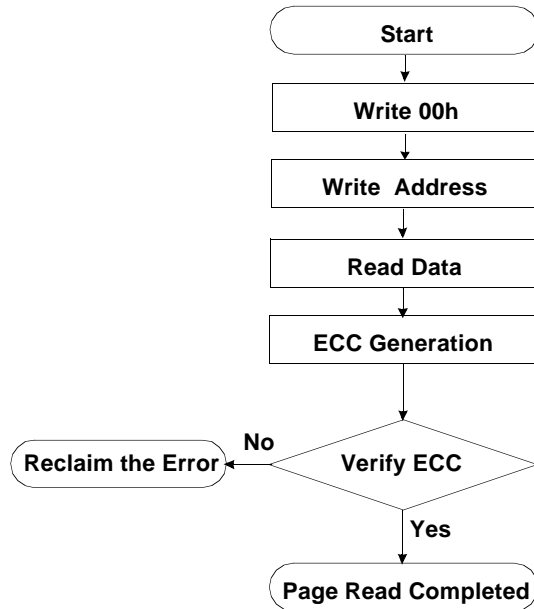 Start
Write 00h
Write Address
Read Data
ECC Generation
No
Reclaim the Error
Verify ECC
Yes
Page Read Completed